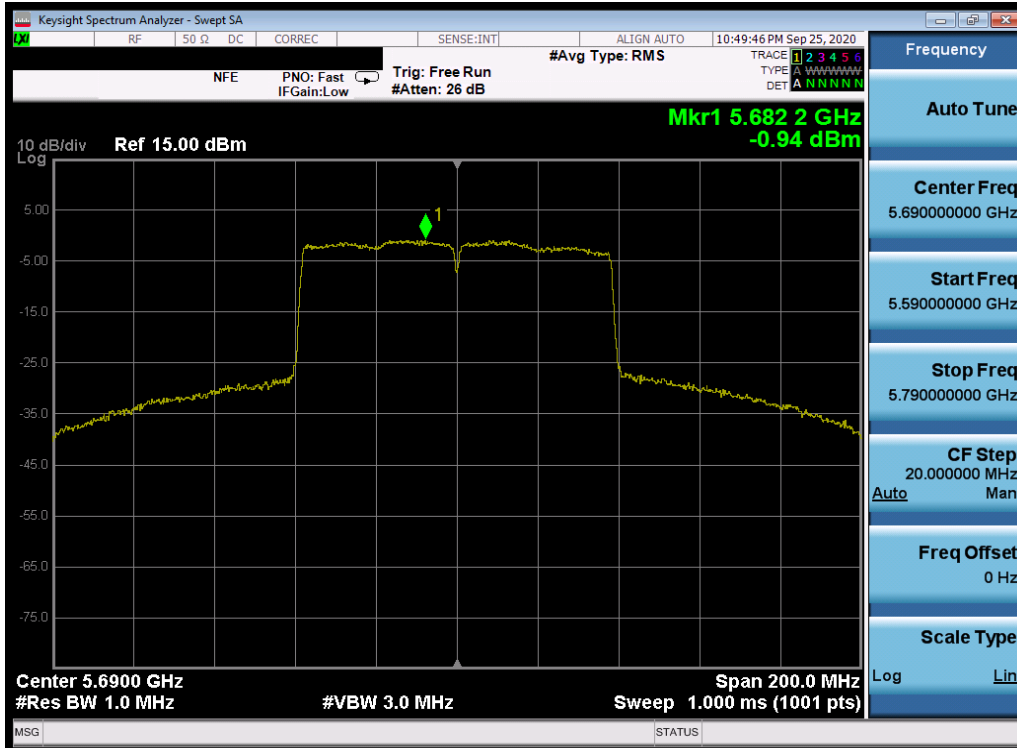 Keysight Spectrum Analyzer - Swept SA
LXI RF 50 Ω DC CORREC SENSE:INT ALIGN AUTO 10:49:46 PM Sep 25, 2020
NFE PNO: Fast Trig: Free Run #Avg Type: RMS TRACE 1 2 3 4 5 6
IFGain:Low #Atten: 26 dB TYPE A WWWWW
DET A N N N N N
Mkr1 5.682 2 GHz
10 dB/div Ref 15.00 dBm -0.94 dBm
Log
1
5.00
-5.00
-15.0
-25.0
-35.0
-45.0
-55.0
-65.0
-75.0
Center 5.6900 GHz Span 200.0 MHz
#Res BW 1.0 MHz #VBW 3.0 MHz Sweep 1.000 ms (1001 pts)
MSG STATUS
Frequency
Auto Tune
Center Freq
5.690000000 GHz
Start Freq
5.590000000 GHz
Stop Freq
5.790000000 GHz
CF Step
20.000000 MHz
Auto Man
Freq Offset
0 Hz
Scale Type
Log Lin